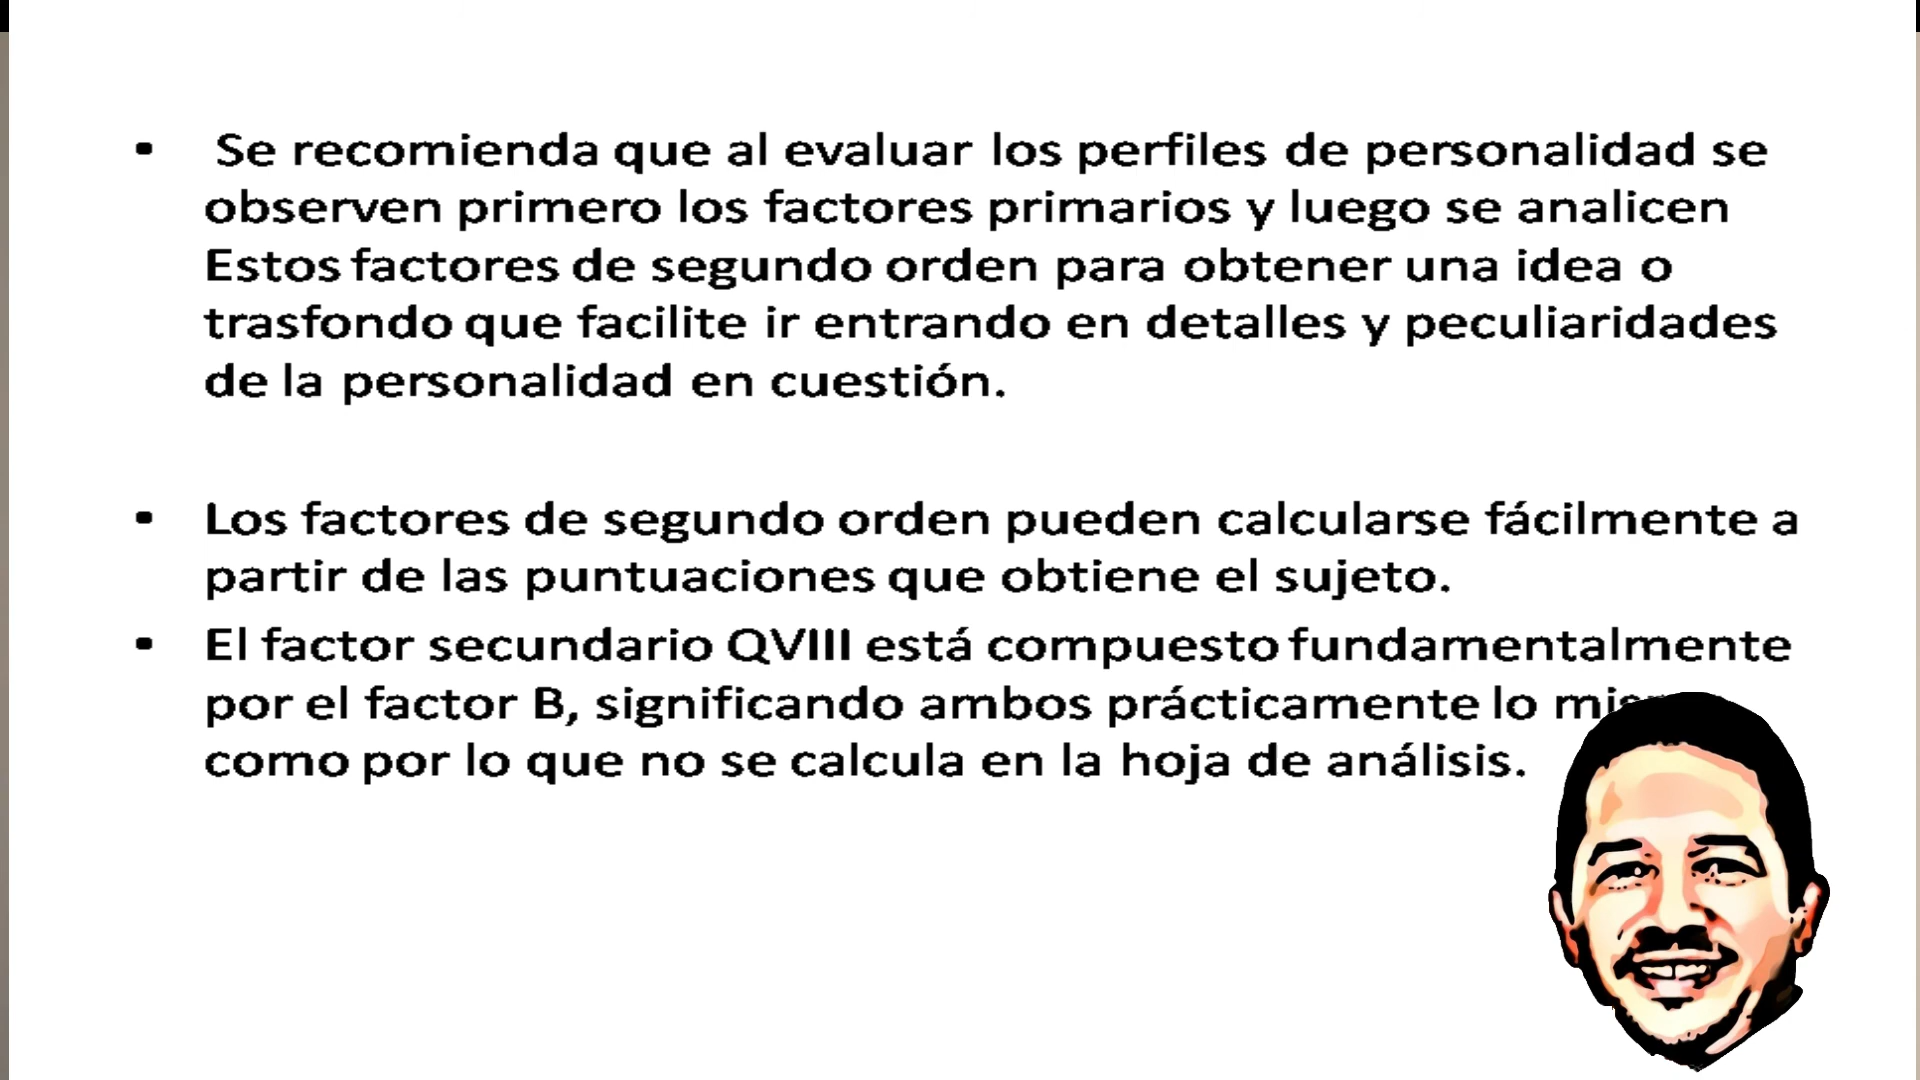 • Se recomienda que al evaluar los perfiles de personalidad se
observen primero los factores primarios y luego se analicen
Estos factores de segundo orden para obtener una idea o
trasfondo que facilite ir entrando en detalles y peculiaridades
de la personalidad en cuestión.
• Los factores de segundo orden pueden calcularse fácilmente a
partir de las puntuaciones que obtiene el sujeto.
• El factor secundario QVIII está compuesto fundamentalmente
por el factor B, significando ambos prácticamente lo
como por lo que no se calcula en la hoja de análisis.